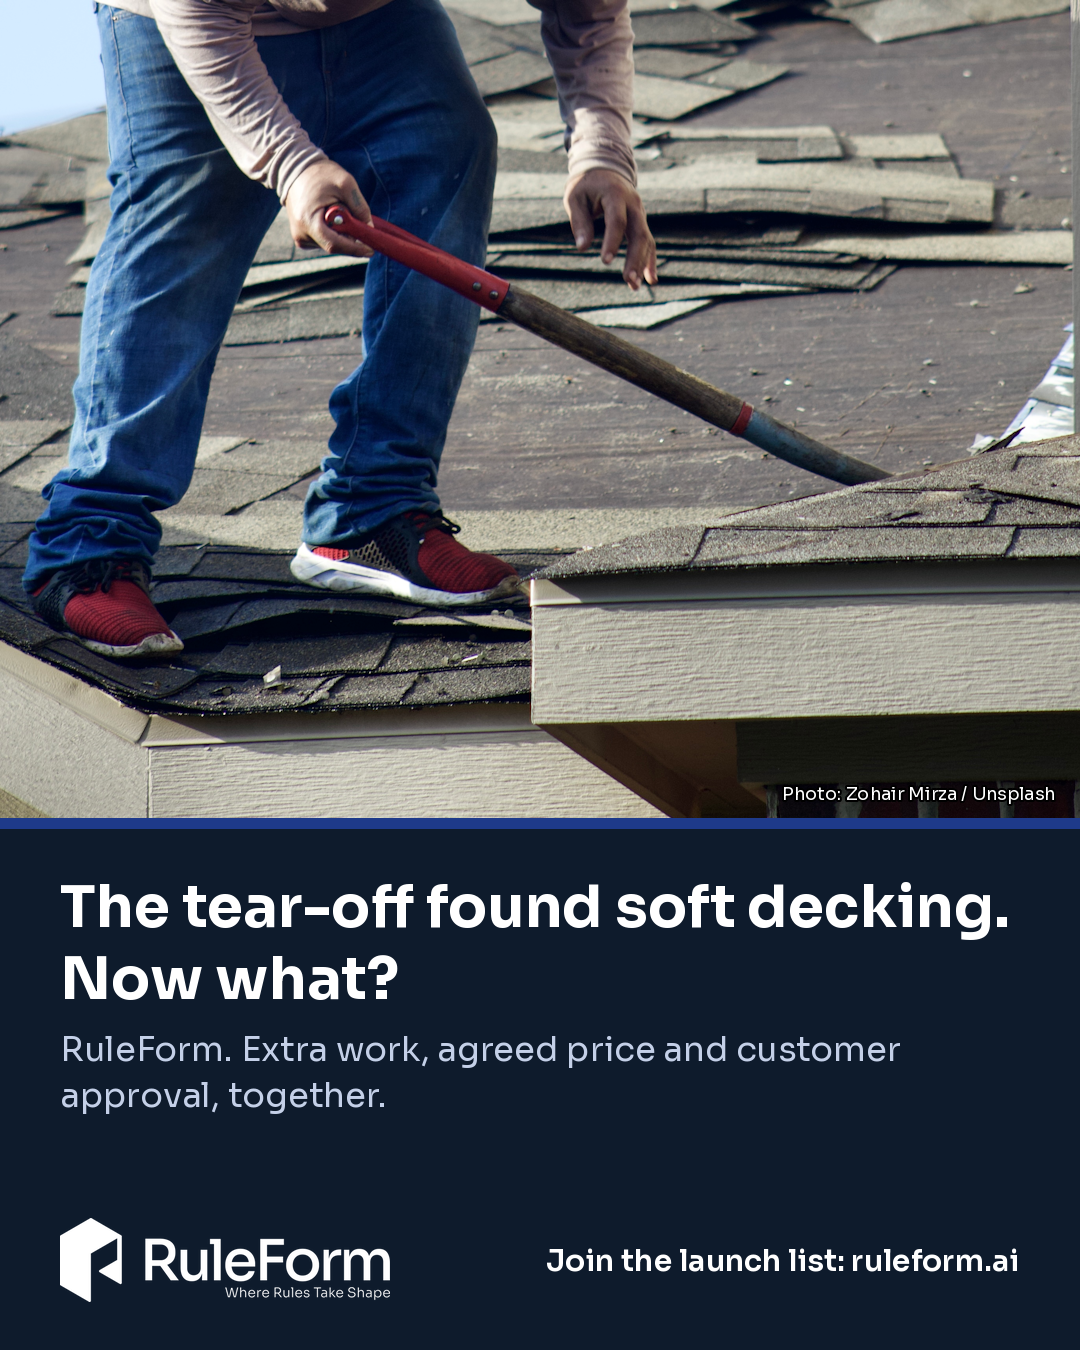 Photo: Zohair Mirza / Unsplash
The tear-off found soft decking.
Now what?
RuleForm. Extra work, agreed price and customer
approval, together.
RuleForm
Where Rules Take Shape
Join the launch list: ruleform.ai